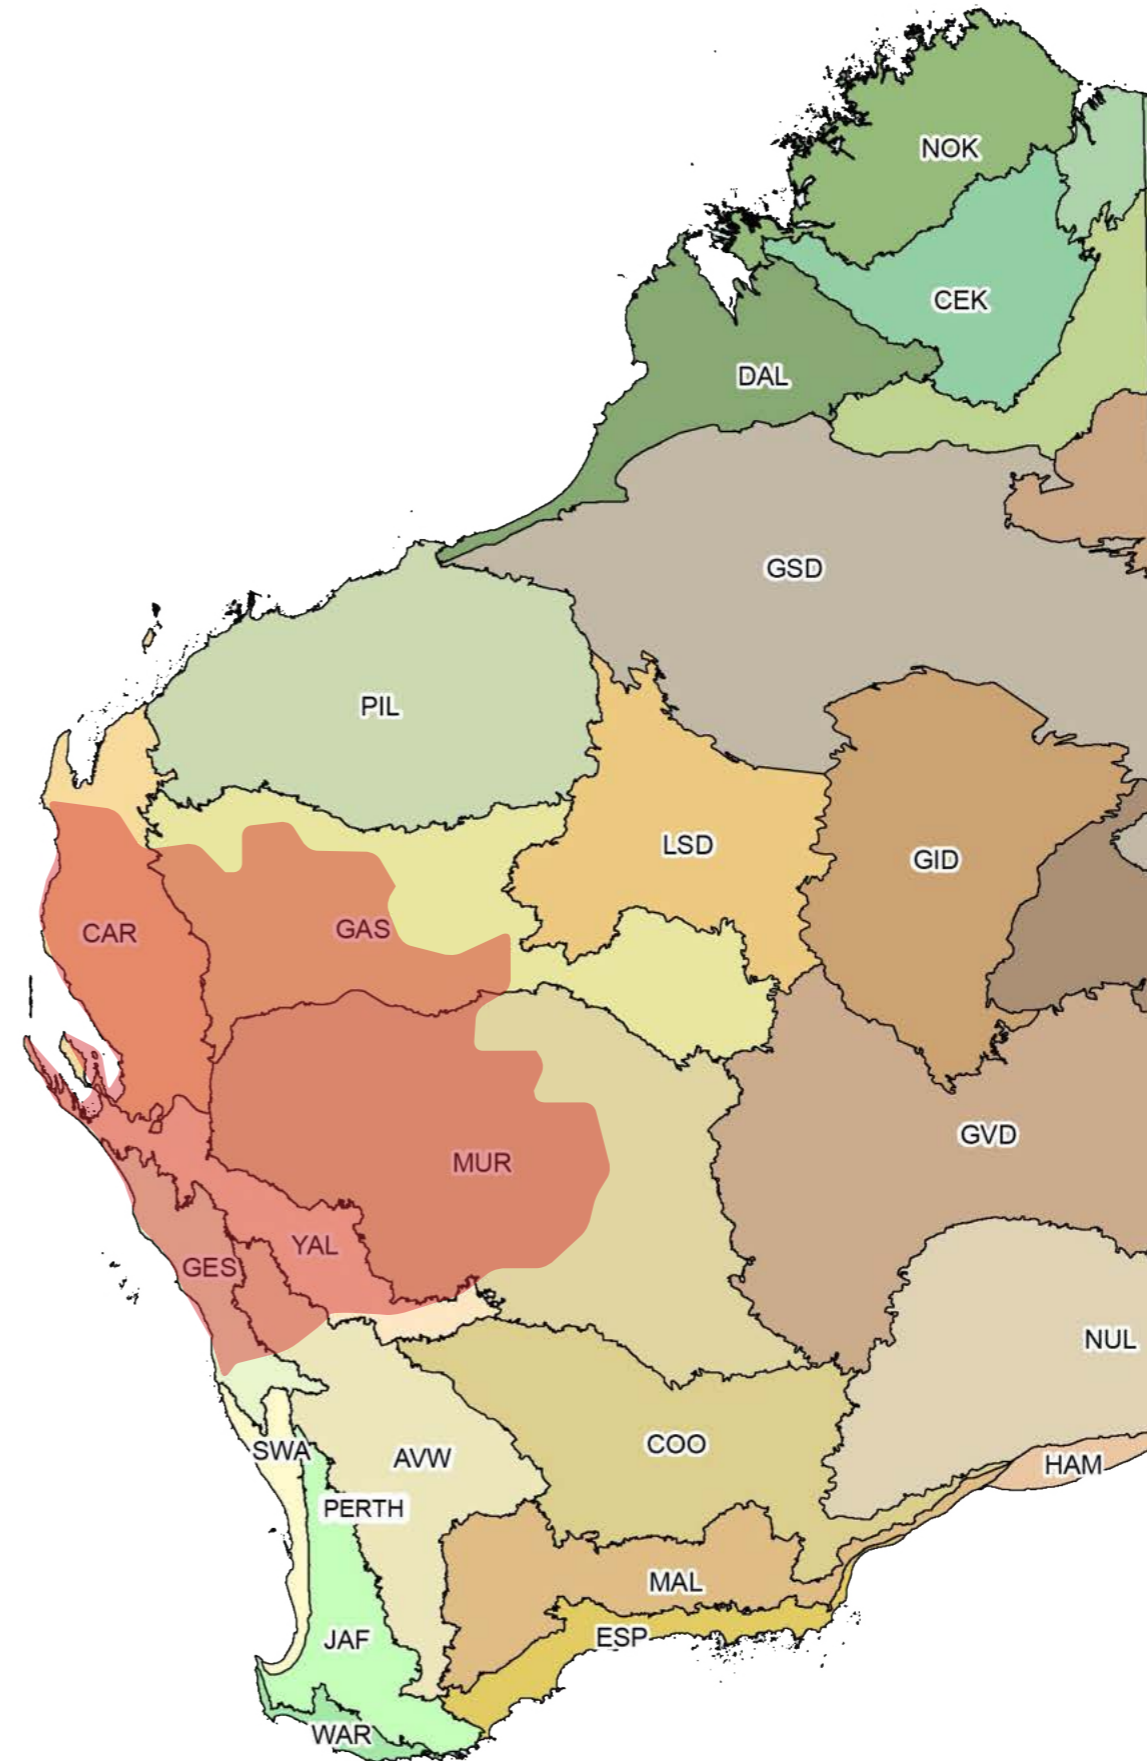 NOK
CEK
DAL
GSD
PIL
LSD
GID
CAR
GAS
GVD
MUR
YAL
GES
NUL
COO
SWA
AVW
HAM
PERTH
MAL
ESP
JAF
WAR